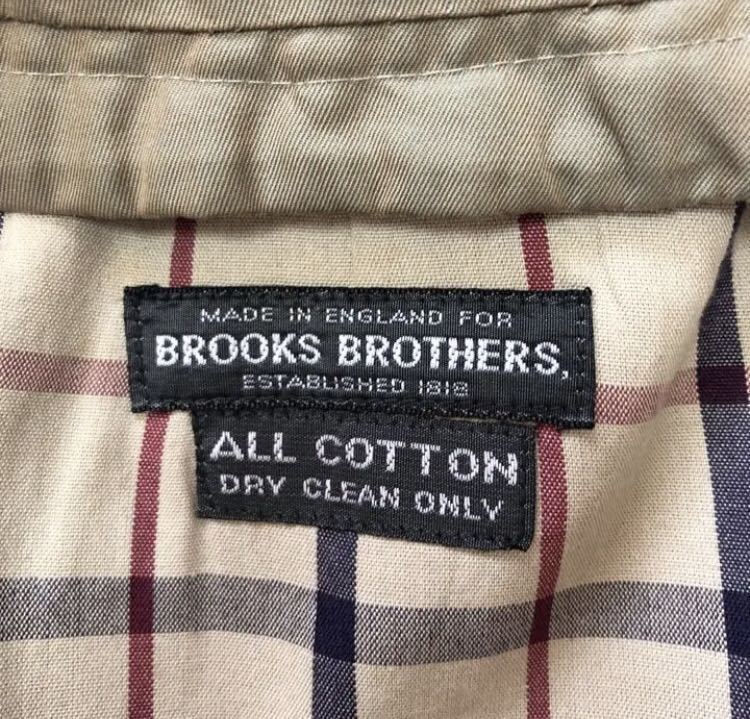 MADE IN ENGLAND FOR
BROOKS BROTHERS,
ESTABLISHED 1818
ALL COTTON
DRY CLEAN ONLY